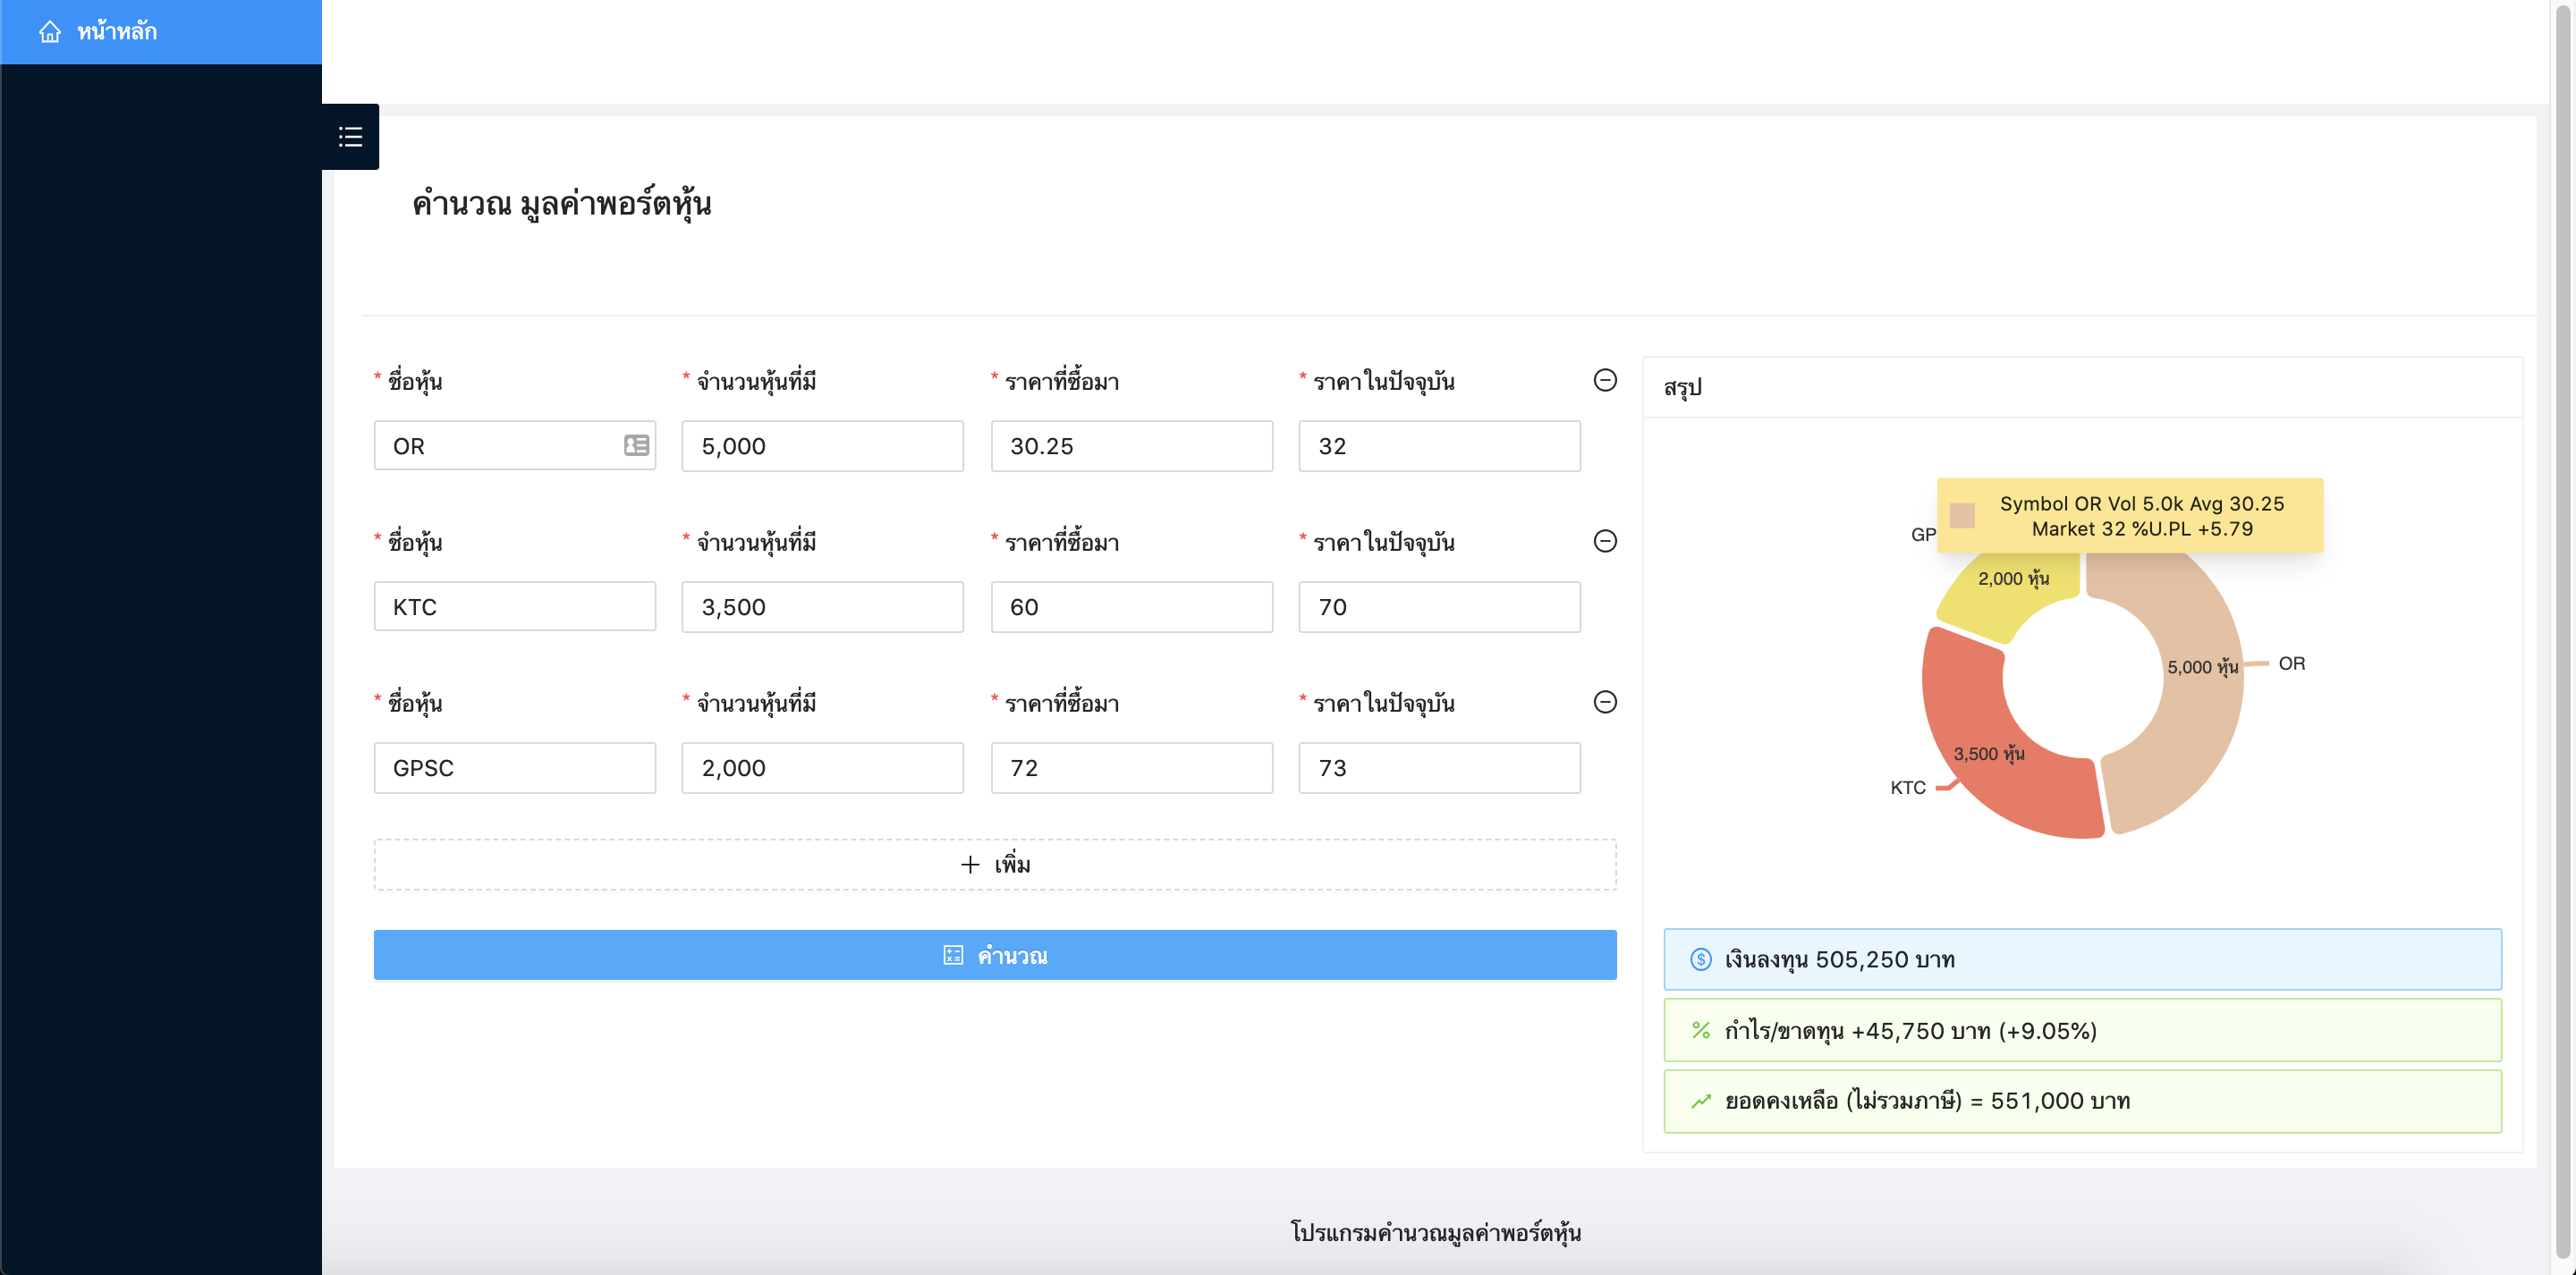 หน้าหลัก
คำนวณ มูลค่าพอร์ตหุ้น
* ชื่อหุ้น * จำนวนหุ้นที่มี * ราคาที่ซื้อมา * ราคาในปัจจุบัน
OR 5,000 30.25 32
* ชื่อหุ้น * จำนวนหุ้นที่มี * ราคาที่ซื้อมา * ราคาในปัจจุบัน
KTC 3,500 60 70
* ชื่อหุ้น * จำนวนหุ้นที่มี * ราคาที่ซื้อมา * ราคาในปัจจุบัน
GPSC 2,000 72 73
+ เพิ่ม
คำนวณ
สรุป
Symbol OR Vol 5.0k Avg 30.25
Market 32 %U.PL +5.79
GP
2,000 หุ้น
5,000 หุ้น
OR
3,500 หุ้น
KTC
เงินลงทุน 505,250 บาท
% กำไร/ขาดทุน +45,750 บาท (+9.05%)
ยอดคงเหลือ (ไม่รวมภาษี) = 551,000 บาท
โปรแกรมคำนวณมูลค่าพอร์ตหุ้น